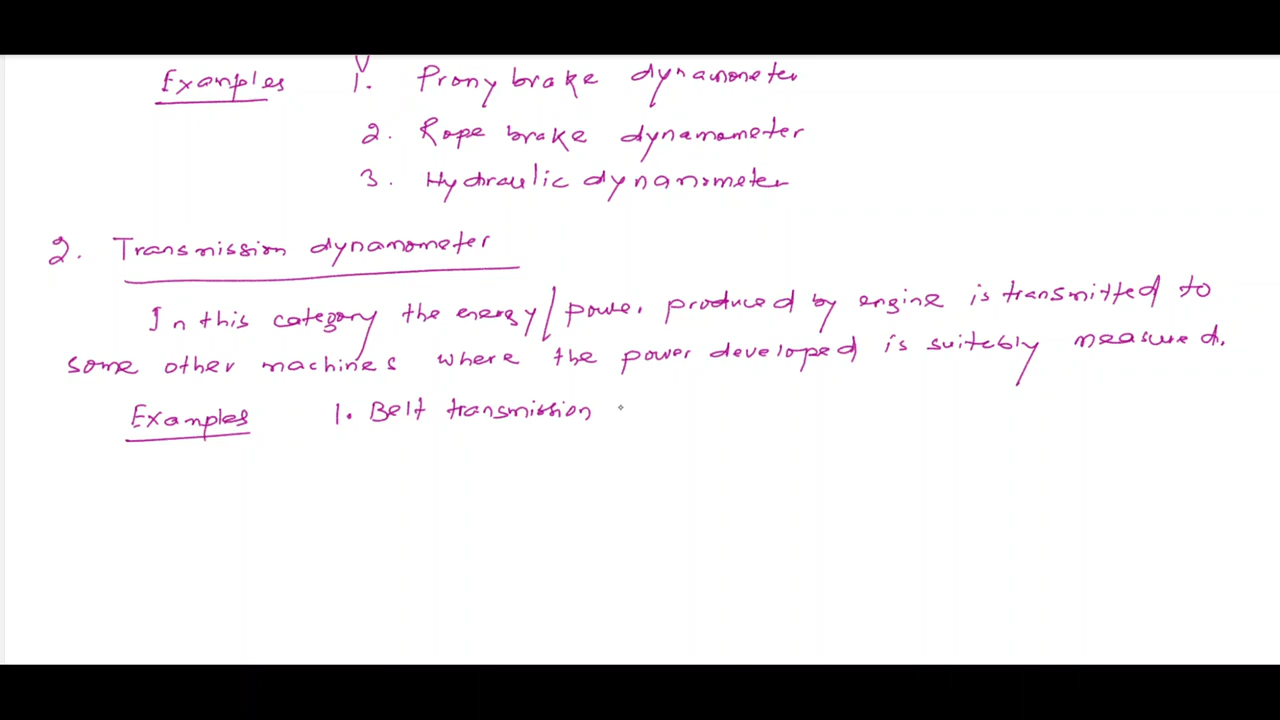 Examples 1. Prony brake dynamometer
2. Rope brake dynamometer
3. Hydraulic dynamometer
2. Transmission dynamometer
In this category the energy/power produced by engine is transmitted to
some other machines where the power developed is suitebly measured.
Examples 1. Belt transmission